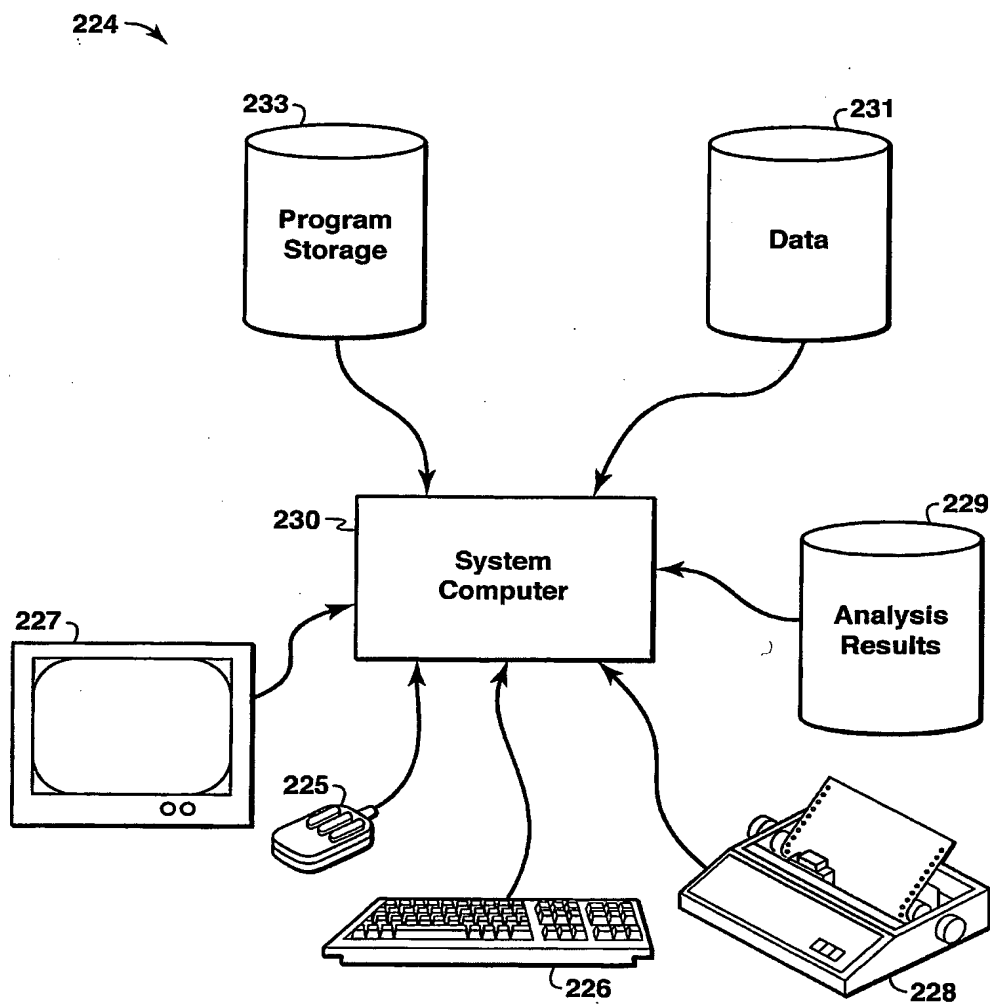 224
233
231
Program
Storage
Data
230
System
Computer
229
Analysis
Results
227
225
226
228